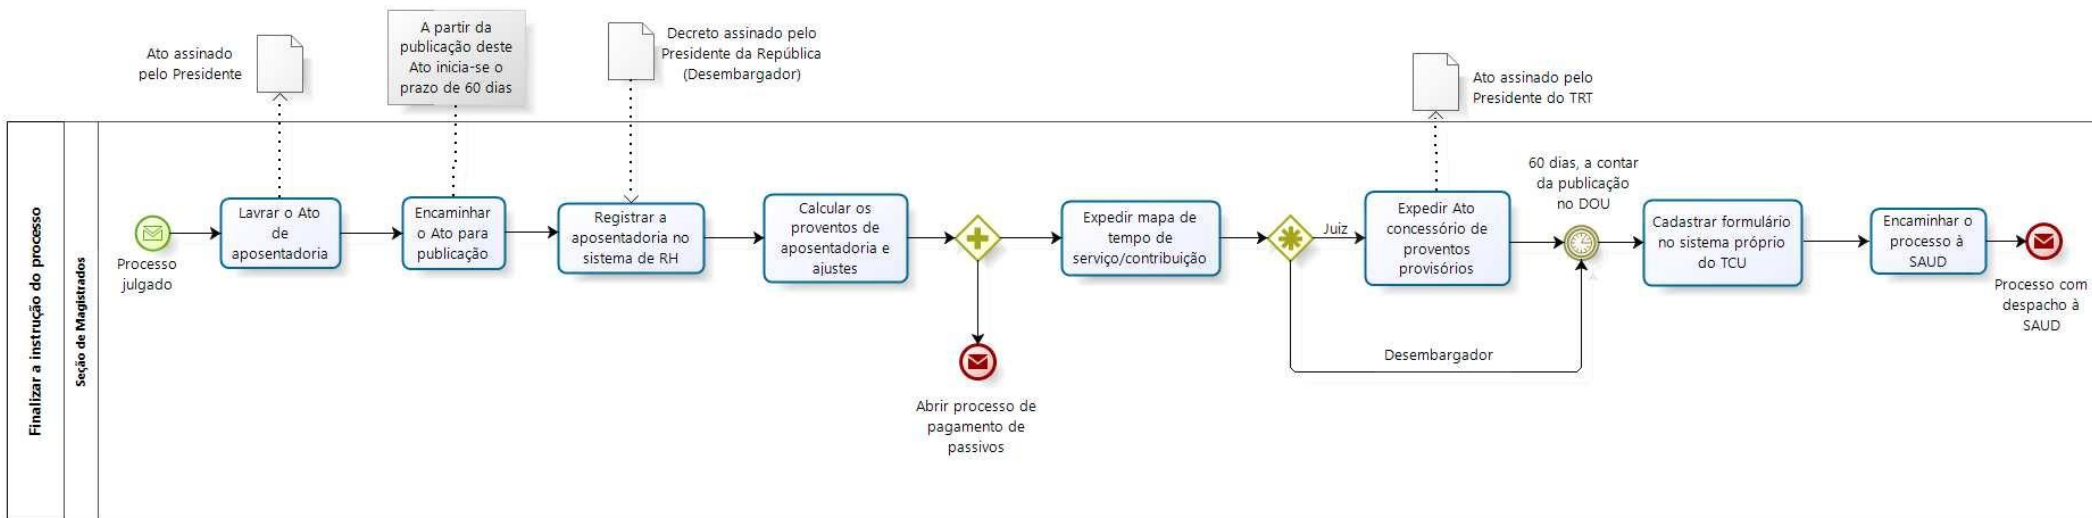 Finalizar a instrução do processo
Seção de Magistrados
Processo
julgado
Ato assinado
pelo Presidente
Lavrar o Ato
de
aposentadoria
A partir da
publicação deste
Ato inicia-se o
prazo de 60 dias
Encaminhar
o Ato para
publicação
Decreto assinado pelo
Presidente da República
(Desembargador)
Registrar a
aposentadoria no
sistema de RH
Calcular os
proventos de
aposentadoria e
ajustes
Abrir processo de
pagamento de
passivos
Expedir mapa de
tempo de
serviço/contribuição
Juiz
Desembargador
Ato assinado pelo
Presidente do TRT
Expedir Ato
concessório de
proventos
provisórios
60 dias, a contar
da publicação
no DOU
Cadastrar formulário
no sistema próprio
do TCU
Encaminhar o
processo à
SAUD
Processo com
despacho à
SAUD